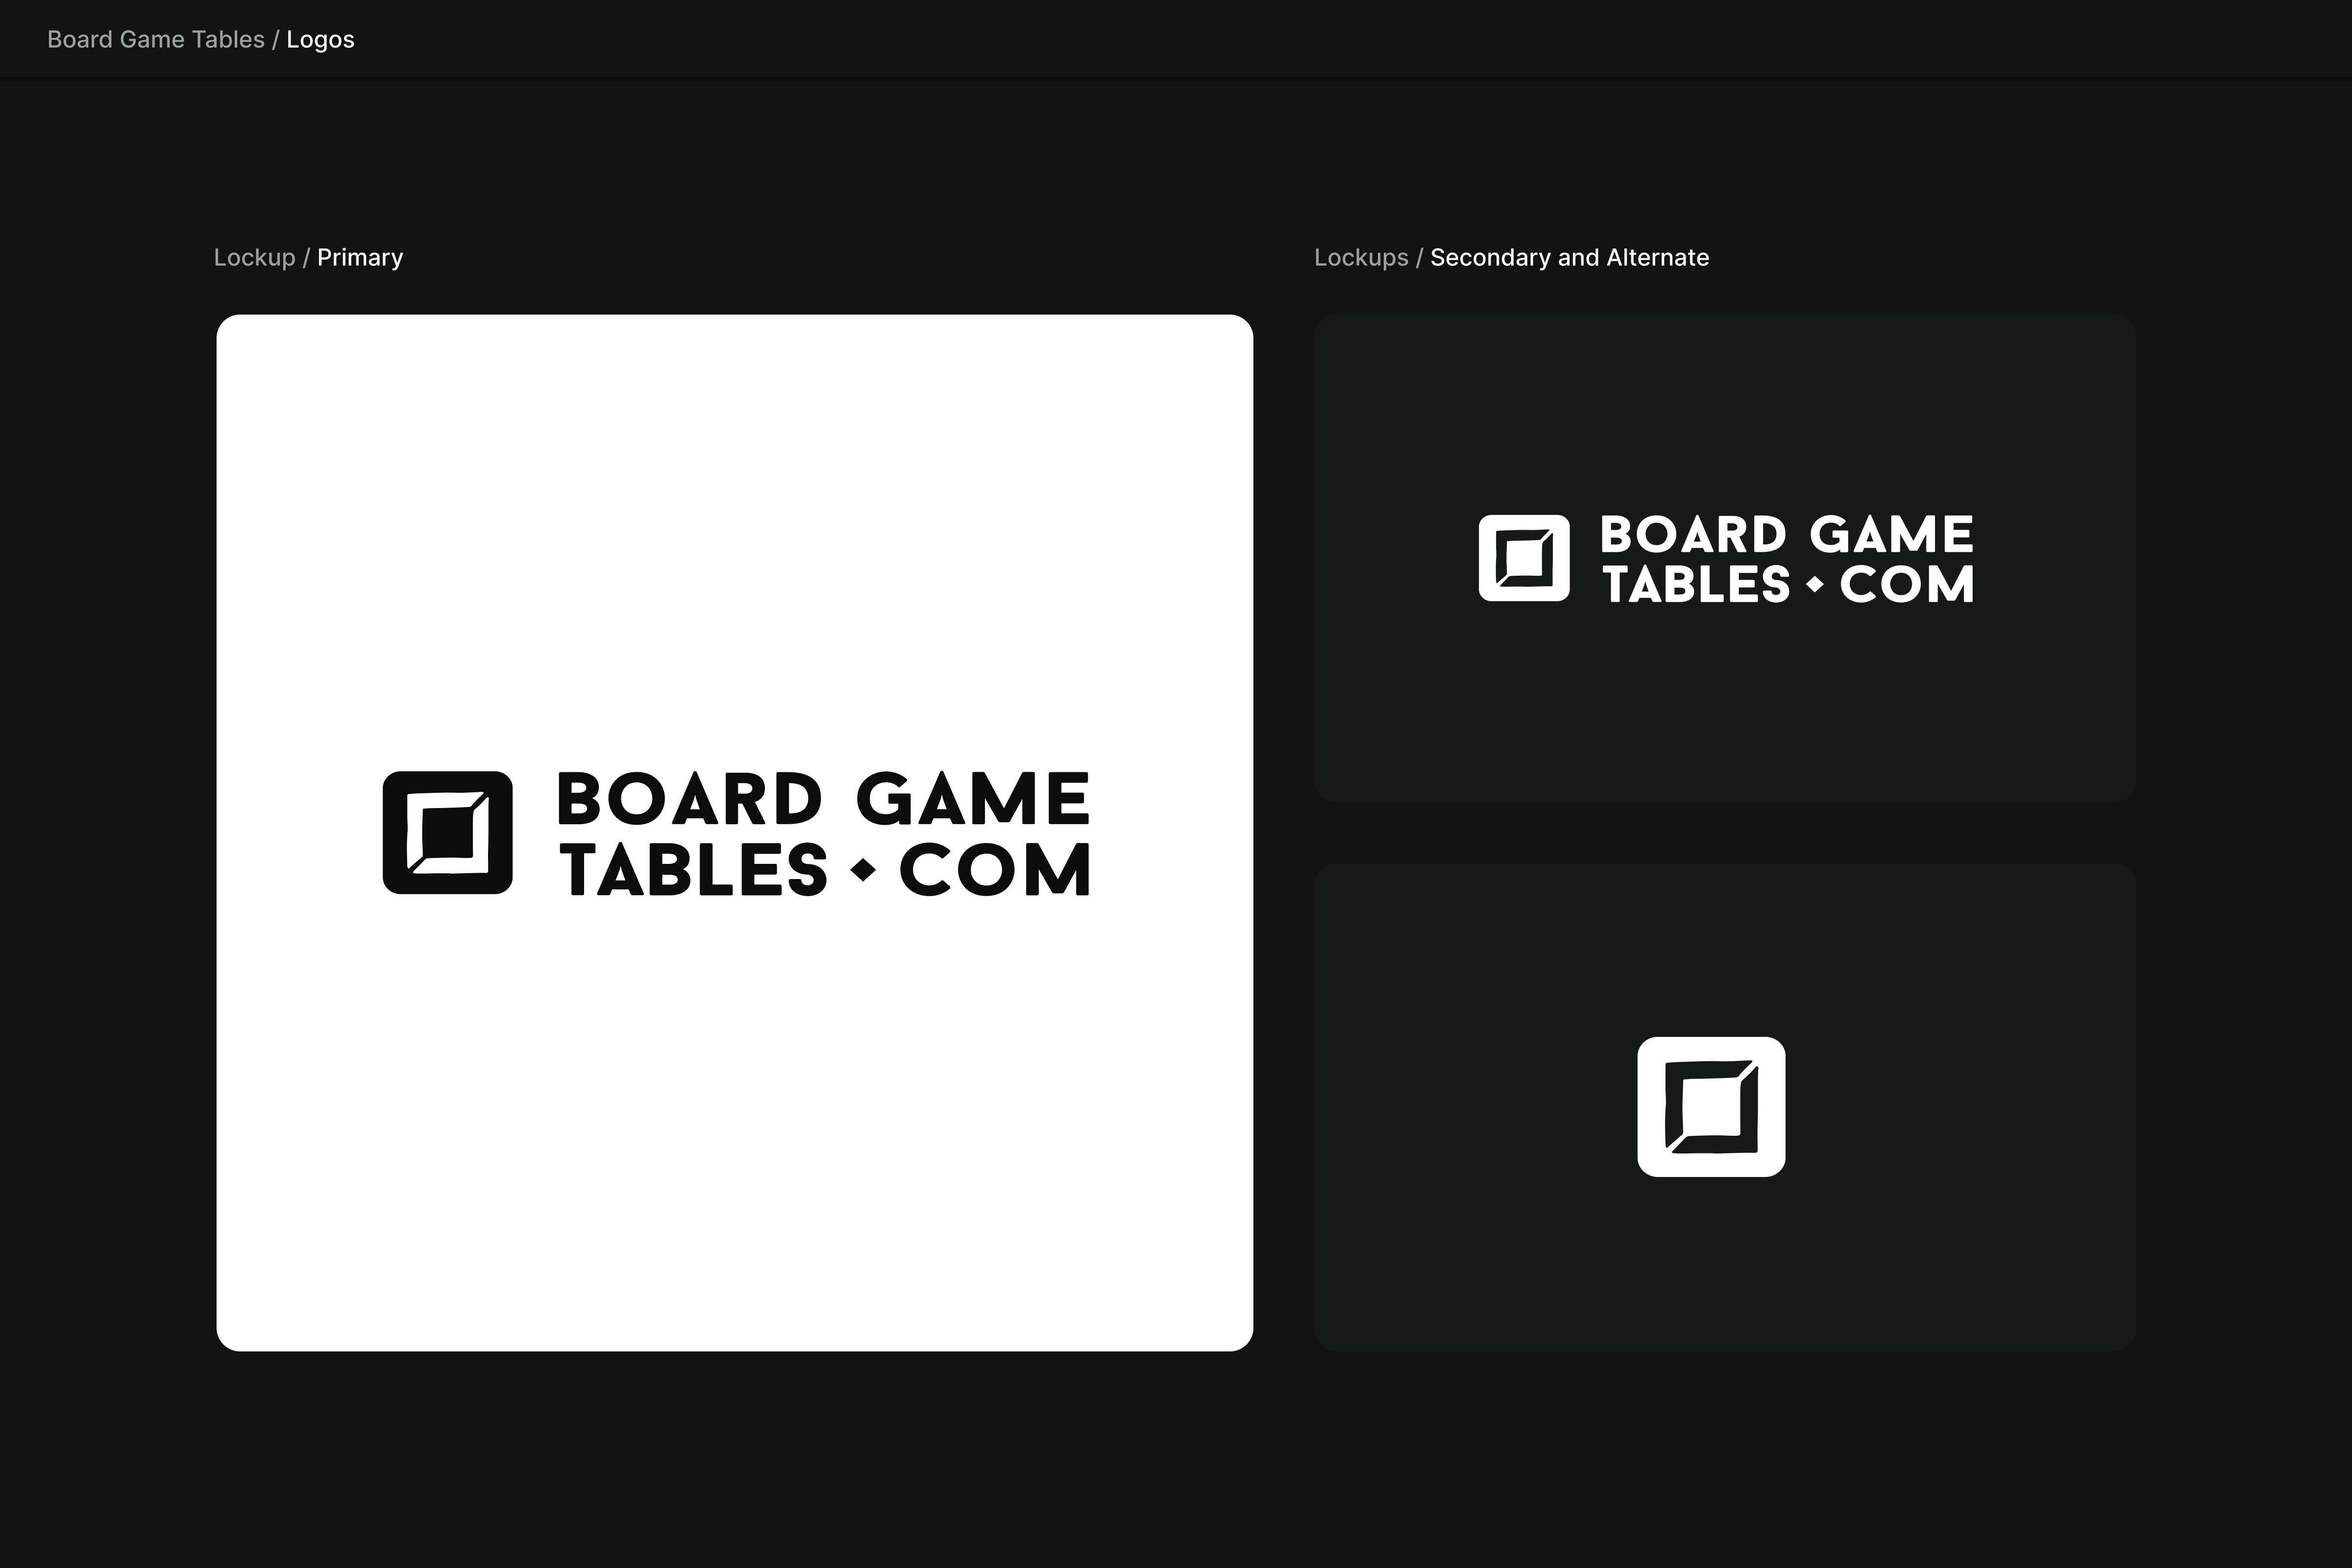 Board Game Tables / Logos
Lockup / Primary
Lockups / Secondary and Alternate
BOARD GAME
TABLES ◆ COM
BOARD GAME
TABLES ◆ COM